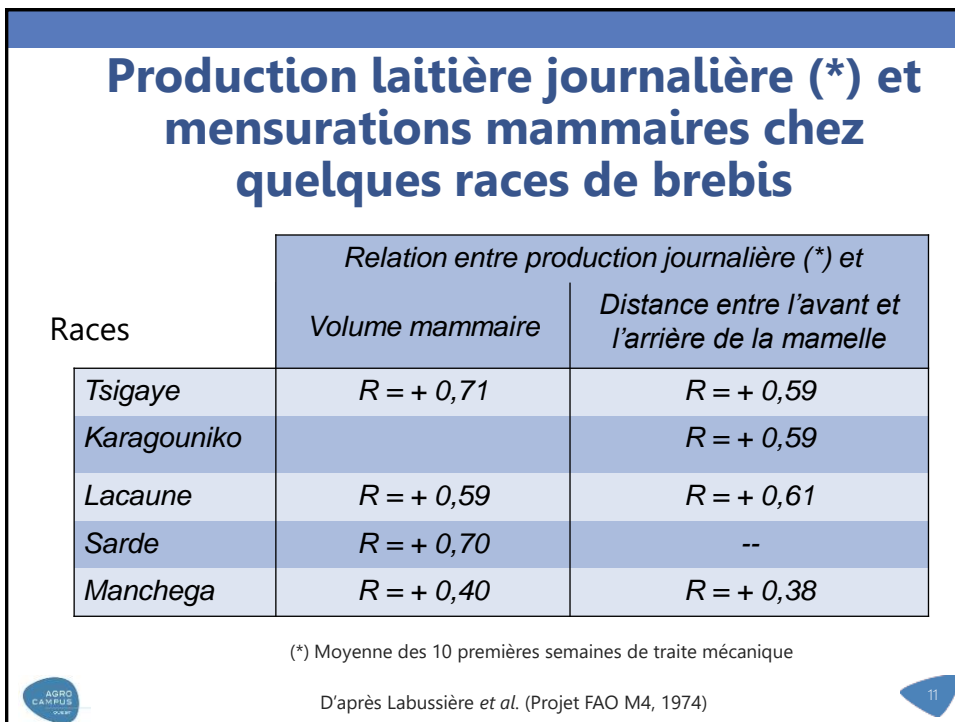 Production laitière journalière (*) et
mensurations mammaires chez
quelques races de brebis
Relation entre production journalière (*) et
Races
Volume mammaire
Distance entre l'avant et
l'arrière de la mamelle
Tsigaye R = + 0,71 R = + 0,59
Karagouniko R = + 0,59
Lacaune R = + 0,59 R = + 0,61
Sarde R = + 0,70 --
Manchega R = + 0,40 R = + 0,38
(*) Moyenne des 10 premières semaines de traite mécanique
AGRO
CAMPUS
OUEST
D'après Labussière et al. (Projet FAO M4, 1974)
11